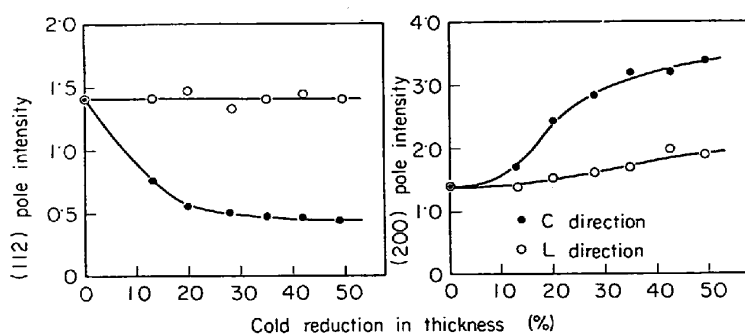 (112) pole intensity
2·0
1·5
1·0
0·5
0
0 10 20 30 40 50
(200) pole intensity
4·0
3·0
2·0
1·0
0
0 10 20 30 40 50
● C direction
○ L direction
Cold reduction in thickness (%)